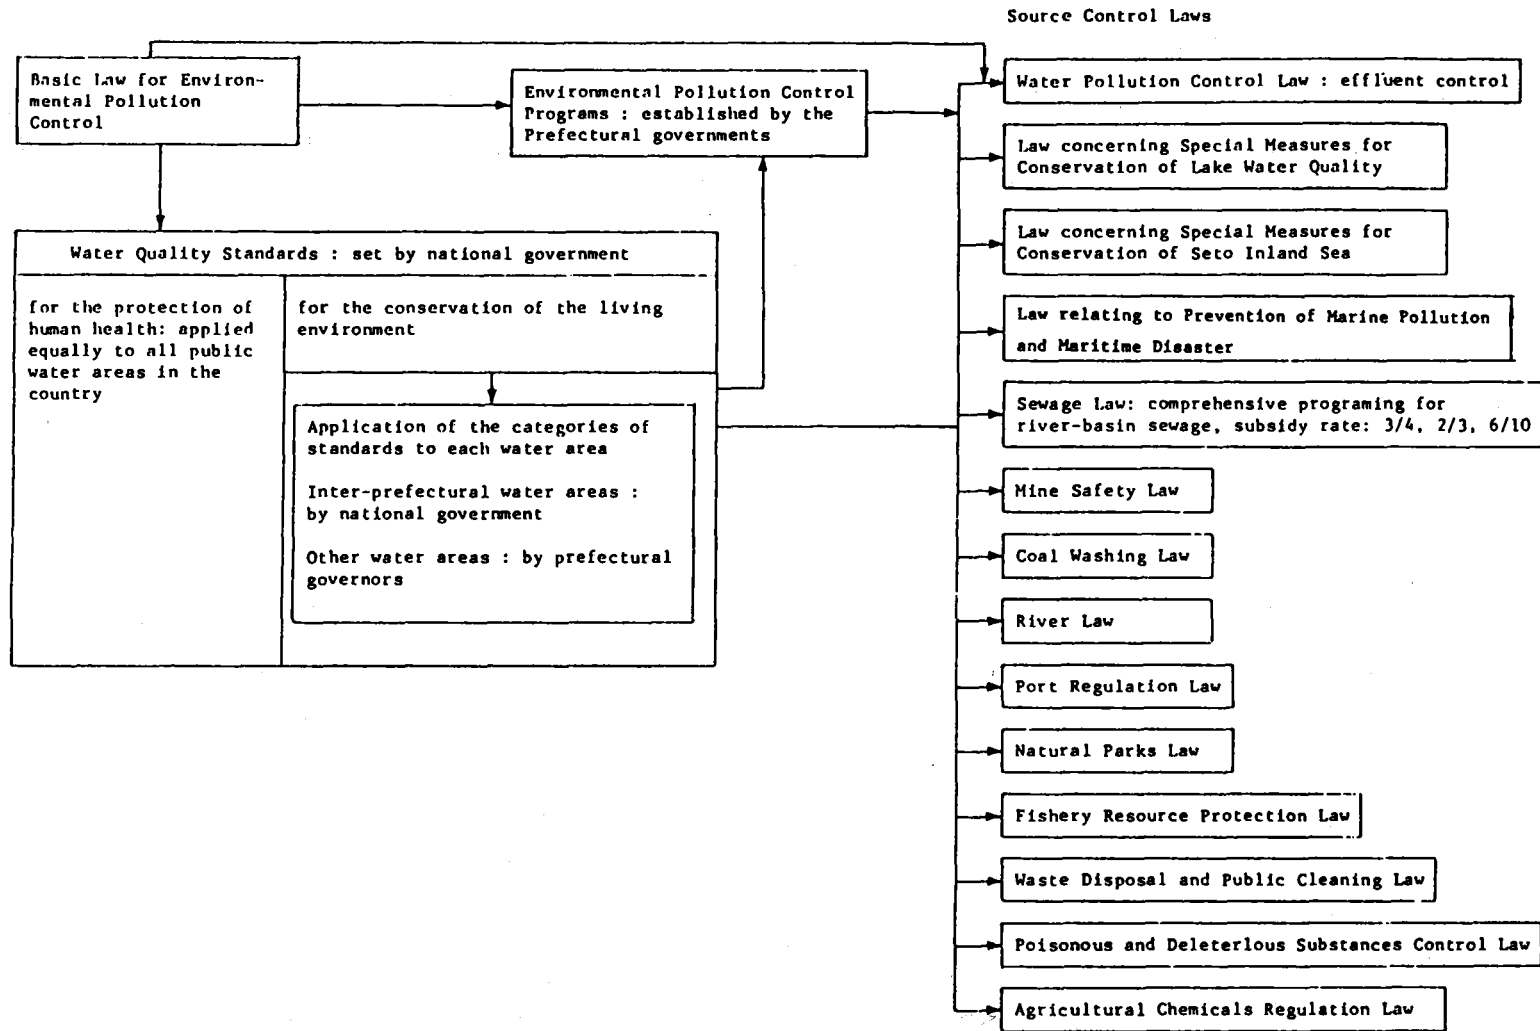 Source Control Laws
Basic Law for Environ-
mental Pollution
Control
Environmental Pollution Control
Programs : established by the
Prefectural governments
Water Quality Standards : set by national government
for the protection of
human health: applied
equally to all public
water areas in the
country
for the conservation of the living
environment
Application of the categories of
standards to each water area
Inter-prefectural water areas :
by national government
Other water areas : by prefectural
governors
Water Pollution Control Law : effluent control
Law concerning Special Measures for
Conservation of Lake Water Quality
Law concerning Special Measures for
Conservation of Seto Inland Sea
Law relating to Prevention of Marine Pollution
and Maritime Disaster
Sewage Law: comprehensive programing for
river-basin sewage, subsidy rate: 3/4, 2/3, 6/10
Mine Safety Law
Coal Washing Law
River Law
Port Regulation Law
Natural Parks Law
Fishery Resource Protection Law
Waste Disposal and Public Cleaning Law
Poisonous and Deleterlous Substances Control Law
Agricultural Chemicals Regulation Law